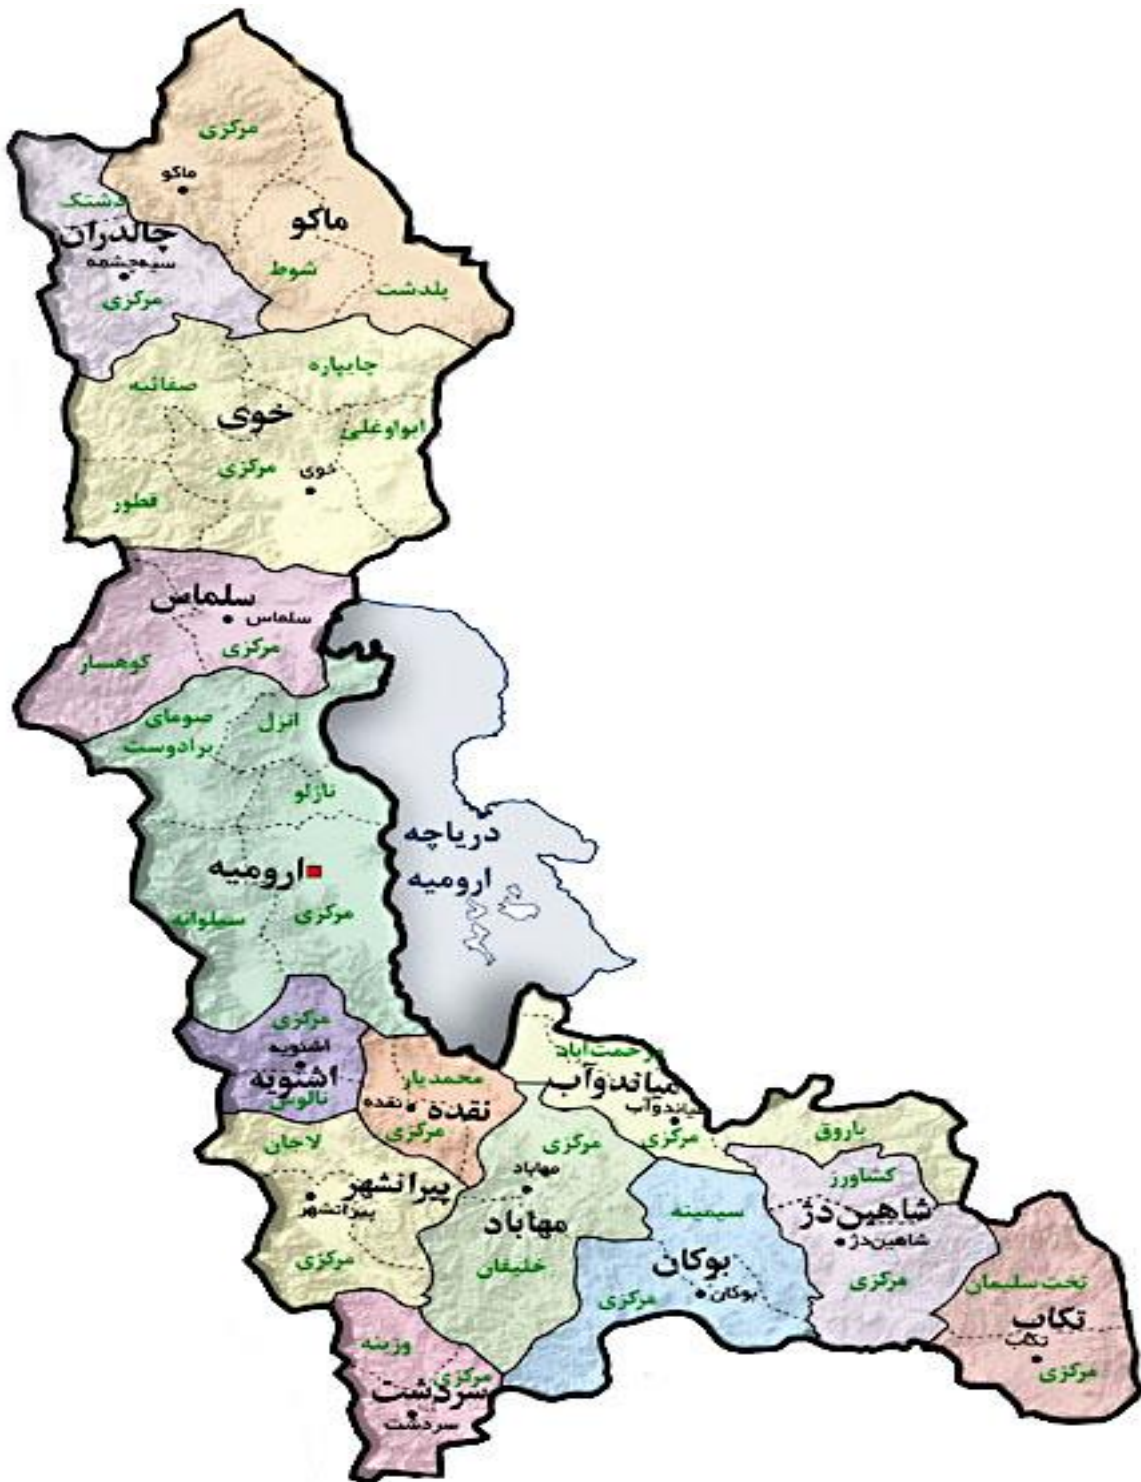 مرکزی
ماکو
دشتک
ماکو
چالدران
سیه‌چشمه
شوط
پلدشت
مرکزی
چایپاره
صفائیه
خوی
ابواوغلی
مرکزی
خوی
قطور
سلماس
سلماس
مرکزی
کوهسار
صومای
برادوست
انزل
نازلو
دریاچه
ارومیه
ارومیه
مرکزی
سیلوانه
مرکزی
اشنویه
اشنویه
نالوس
محمدیار
نقده
نقده
مرکزی
مرحمت‌آباد
میاندوآب
میاندوآب
مرکزی
باروق
لاجان
پیرانشهر
پیرانشهر
مرکزی
مرکزی
مهاباد
مهاباد
خلیفان
سیمینه
بوکان
بوکان
مرکزی
کشاورز
شاهین‌دژ
شاهین‌دژ
مرکزی
تخت سلیمان
تکاب
تکاب
مرکزی
وزینه
مرکزی
سردشت
سردشت